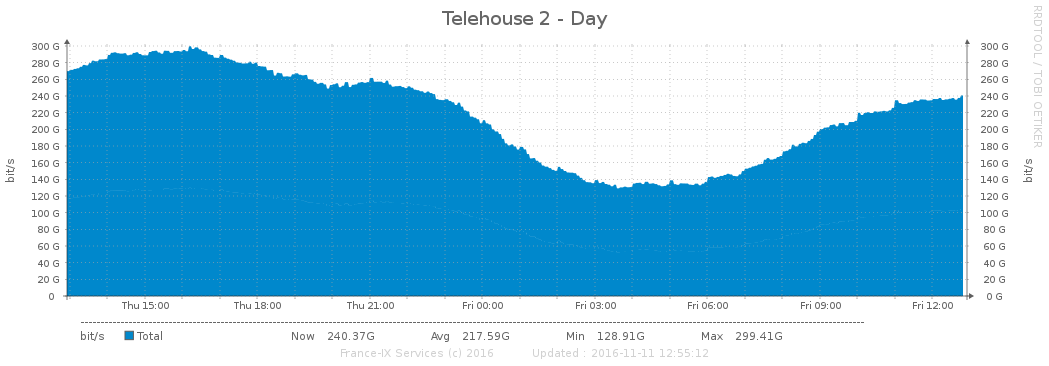 Telehouse 2 - Day
RRDTOOL / TOBI OETIKER
bit/s
300 G
280 G
260 G
240 G
220 G
200 G
180 G
160 G
140 G
120 G
100 G
80 G
60 G
40 G
20 G
0
300 G
280 G
260 G
240 G
220 G
200 G
180 G
160 G
140 G
120 G
100 G
80 G
60 G
40 G
20 G
0 G
bit/s
Thu 15:00 Thu 18:00 Thu 21:00 Fri 00:00 Fri 03:00 Fri 06:00 Fri 09:00 Fri 12:00
bit/s Total Now 240.37G Avg 217.59G Min 128.91G Max 299.41G
France-IX Services (c) 2016 Updated : 2016-11-11 12:55:12